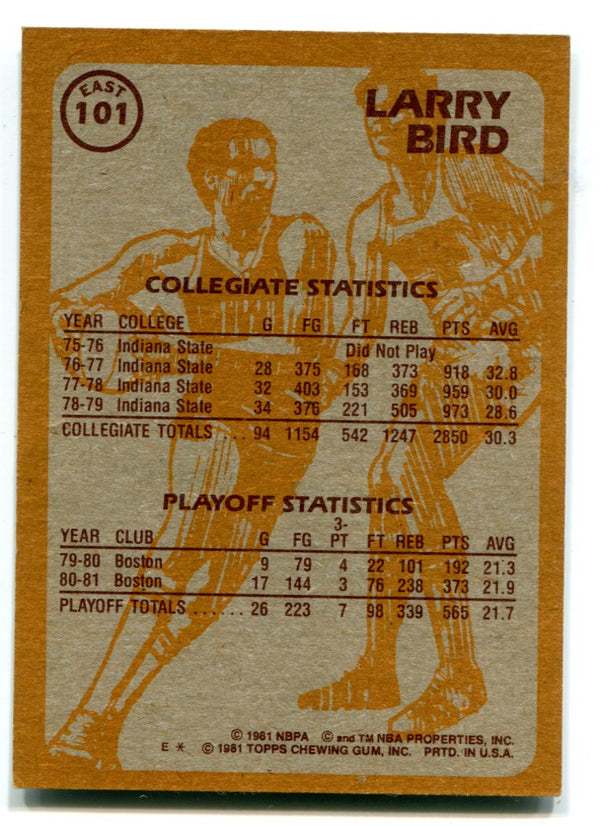 EAST
101
LARRY
BIRD
COLLEGIATE STATISTICS
YEAR COLLEGE G FG FT REB PTS AVG
75-76 Indiana State Did Not Play
76-77 Indiana State 28 375 168 373 918 32.8
77-78 Indiana State 32 403 153 369 959 30.0
78-79 Indiana State 34 376 221 505 973 28.6
COLLEGIATE TOTALS ... 94 1154 542 1247 2850 30.3
PLAYOFF STATISTICS
3-
YEAR CLUB G FG PT FT REB PTS AVG
79-80 Boston 9 79 4 22 101 192 21.3
80-81 Boston 17 144 3 76 238 373 21.9
PLAYOFF TOTALS ...... 26 223 7 98 339 565 21.7
© 1981 NBPA © and TM NBA PROPERTIES, INC.
E * © 1981 TOPPS CHEWING GUM, INC. PRTD. IN U.S.A.